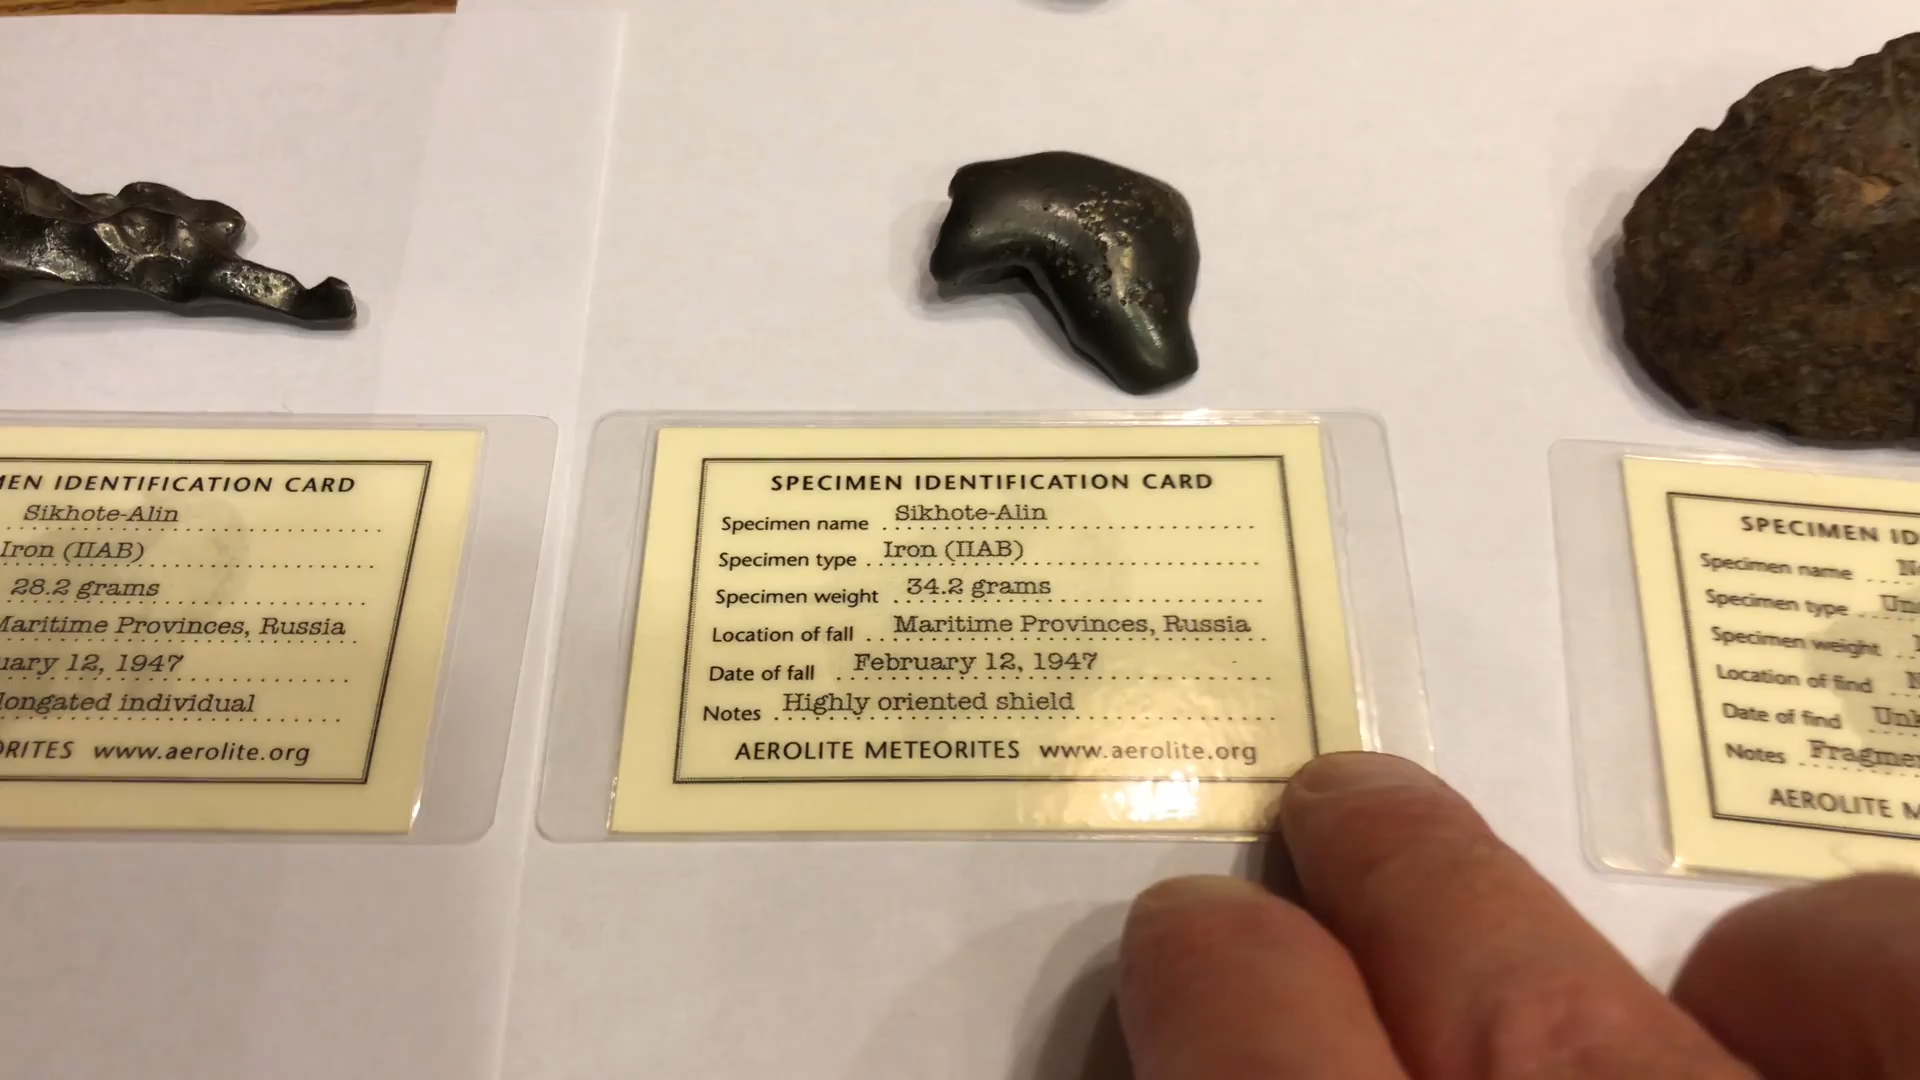 MEN IDENTIFICATION CARD
Sikhote-Alin
Iron (IIAB)
28.2 grams
Maritime Provinces, Russia
uary 12, 1947
longated individual
ORITES www.aerolite.org
SPECIMEN IDENTIFICATION CARD
Specimen name Sikhote-Alin
Specimen type Iron (IIAB)
Specimen weight 34.2 grams
Location of fall Maritime Provinces, Russia
Date of fall February 12, 1947
Notes Highly oriented shield
AEROLITE METEORITES www.aerolite.org
SPECIMEN ID
Specimen name
Specimen type
Specimen weight
Location of find
Date of find
Notes Fragme
AEROLITE M